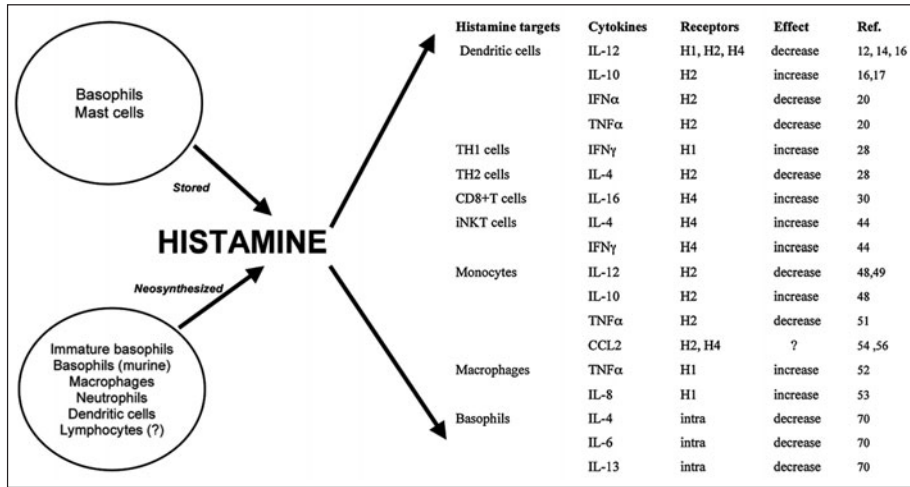 Basophils
Mast cells
Stored
HISTAMINE
Neosynthesized
Immature basophils
Basophils (murine)
Macrophages
Neutrophils
Dendritic cells
Lymphocytes (?)
Histamine targets Cytokines Receptors Effect Ref.
Dendritic cells IL-12 H1, H2, H4 decrease 12, 14, 16
IL-10 H2 increase 16,17
IFNα H2 decrease 20
TNFα H2 decrease 20
TH1 cells IFNγ H1 increase 28
TH2 cells IL-4 H2 decrease 28
CD8+T cells IL-16 H4 increase 30
iNKT cells IL-4 H4 increase 44
IFNγ H4 increase 44
Monocytes IL-12 H2 decrease 48,49
IL-10 H2 increase 48
TNFα H2 decrease 51
CCL2 H2, H4 ? 54 ,56
Macrophages TNFα H1 increase 52
IL-8 H1 increase 53
Basophils IL-4 intra decrease 70
IL-6 intra decrease 70
IL-13 intra decrease 70